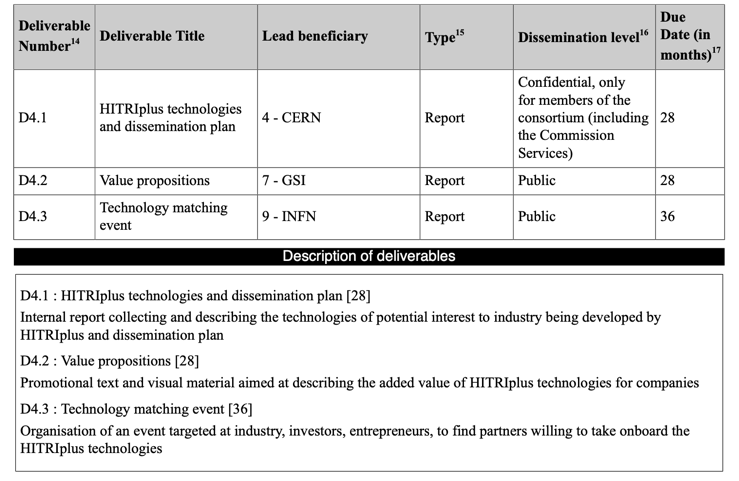 Deliverable Number14 Deliverable Title Lead beneficiary Type15 Dissemination level16 Due Date (in months)17
D4.1 HITRIplus technologies and dissemination plan 4 - CERN Report Confidential, only for members of the consortium (including the Commission Services) 28
D4.2 Value propositions 7 - GSI Report Public 28
D4.3 Technology matching event 9 - INFN Report Public 36
Description of deliverables
D4.1 : HITRIplus technologies and dissemination plan [28]
Internal report collecting and describing the technologies of potential interest to industry being developed by
HITRIplus and dissemination plan
D4.2 : Value propositions [28]
Promotional text and visual material aimed at describing the added value of HITRIplus technologies for companies
D4.3 : Technology matching event [36]
Organisation of an event targeted at industry, investors, entrepreneurs, to find partners willing to take onboard the
HITRIplus technologies